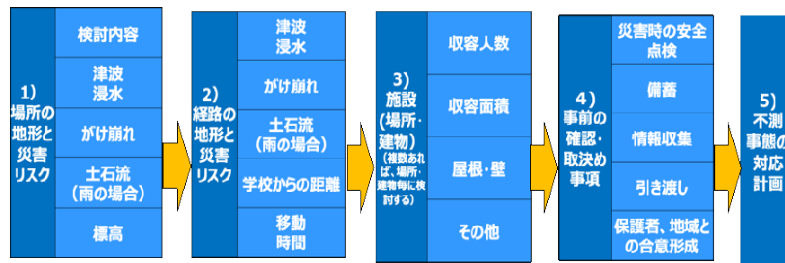 1)
場所の
地形と
災害
リスク
検討内容
津波
浸水
がけ崩れ
土石流
(雨の場合)
標高
2)
経路の
地形と
災害
リスク
津波
浸水
がけ崩れ
土石流
(雨の場合)
学校からの距離
移動
時間
3)
施設
(場所・
建物)
(複数あれ
ば、場所・
建物毎に検
討する)
収容人数
収容面積
屋根・壁
その他
4)
事前の
確認・
取決め
事項
災害時の安全
点検
備蓄
情報収集
引き渡し
保護者、地域と
の合意形成
5)
不測
事態の
対応
計画